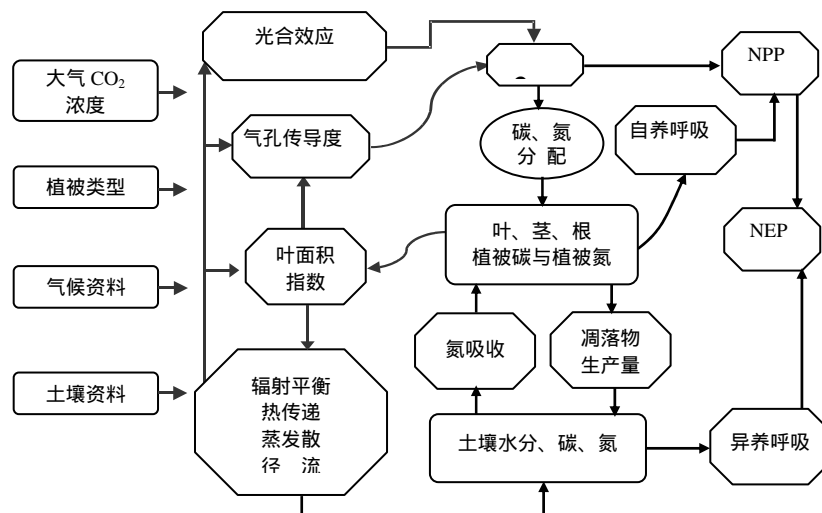 光合效应
NPP
大气 CO₂
浓度
气孔传导度
碳、氮
分 配
自养呼吸
植被类型
叶、茎、根
植被碳与植被氮
NEP
叶面积
指数
气候资料
氮吸收
凋落物
生产量
土壤资料
辐射平衡
热传递
蒸发散
径 流
土壤水分、碳、氮
异养呼吸